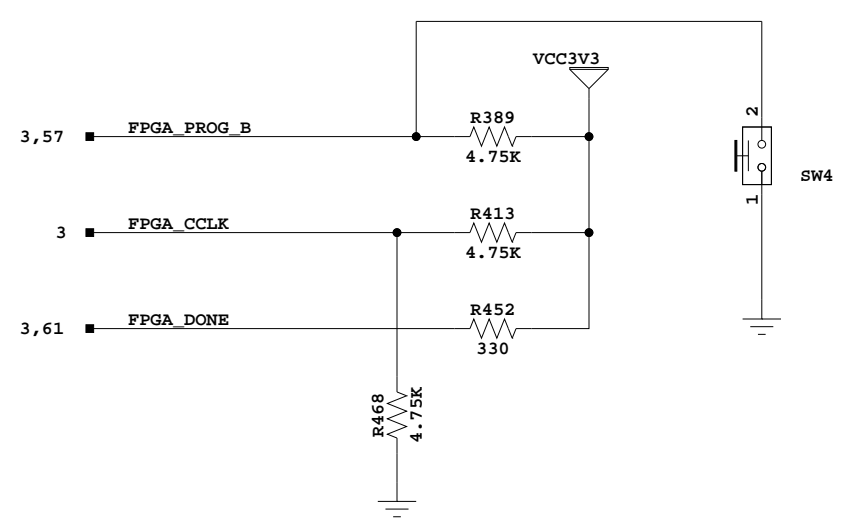 VCC3V3
2
R389
3,57 FPGA_PROG_B
4.75K
SW4
1
R413
3 FPGA_CCLK
4.75K
R452
3,61 FPGA_DONE
330
R468
4.75K